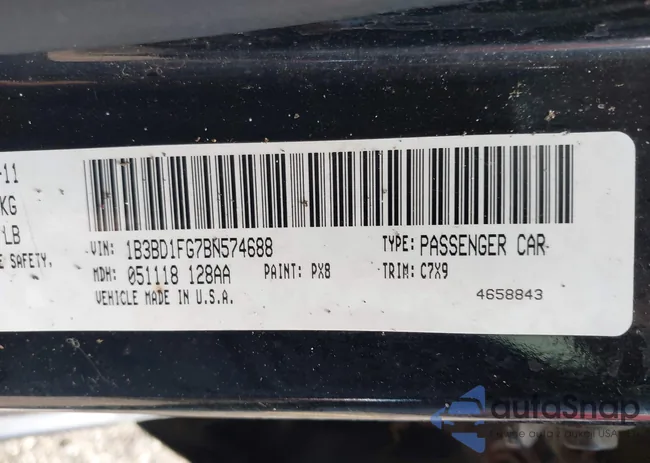 -11
KG
LB
E SAFETY.
VIN: 1B3BD1FG7BN574688 TYPE: PASSENGER CAR
MDH: 051118 128AA PAINT: PX8 TRIM: C7X9
VEHICLE MADE IN U.S.A. 4658843
autaSnap